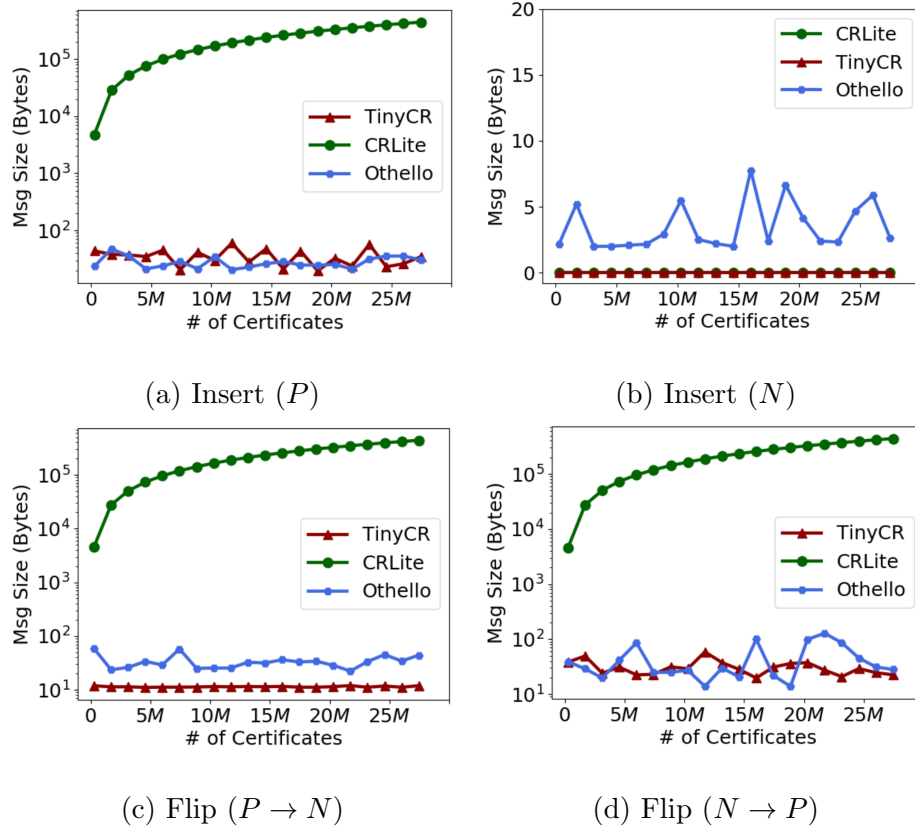 Msg Size (Bytes)
10^5
10^4
10^3
10^2
TinyCR
CRLite
Othello
0 5M 10M 15M 20M 25M
# of Certificates
(a) Insert (P)
Msg Size (Bytes)
20
15
10
5
0
CRLite
TinyCR
Othello
0 5M 10M 15M 20M 25M
# of Certificates
(b) Insert (N)
Msg Size (Bytes)
10^5
10^4
10^3
10^2
10^1
TinyCR
CRLite
Othello
0 5M 10M 15M 20M 25M
# of Certificates
(c) Flip (P → N)
Msg Size (Bytes)
10^5
10^4
10^3
10^2
10^1
TinyCR
CRLite
Othello
0 5M 10M 15M 20M 25M
# of Certificates
(d) Flip (N → P)